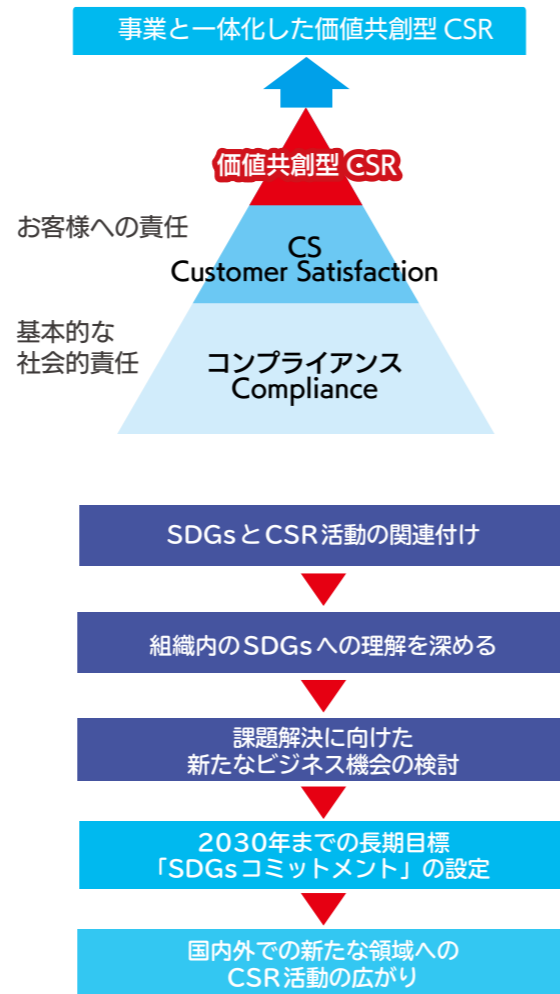 事業と一体化した価値共創型 CSR
価値共創型 CSR
お客様への責任
CS
Customer Satisfaction
基本的な
社会的責任
コンプライアンス
Compliance
SDGsとCSR活動の関連付け
組織内のSDGsへの理解を深める
課題解決に向けた
新たなビジネス機会の検討
2030年までの長期目標
「SDGsコミットメント」の設定
国内外での新たな領域への
CSR活動の広がり